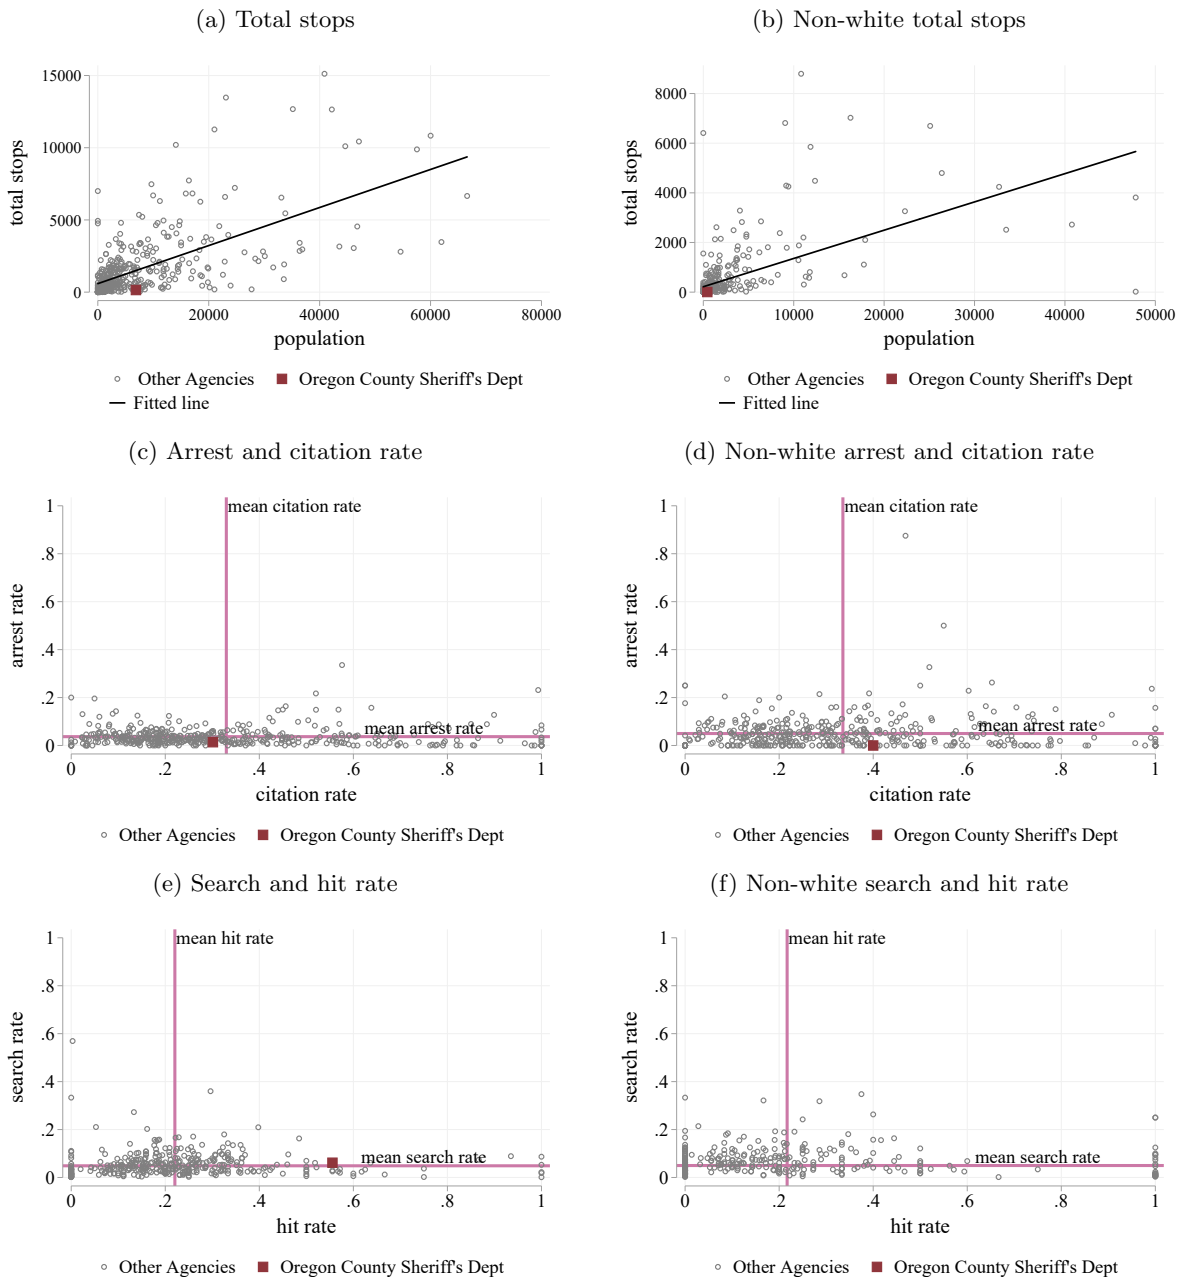 (a) Total stops
(b) Non-white total stops
total stops
15000
10000
5000
0
0 20000 40000 60000 80000
population
Other Agencies Oregon County Sheriff's Dept
Fitted line
total stops
8000
6000
4000
2000
0
0 10000 20000 30000 40000 50000
population
Other Agencies Oregon County Sheriff's Dept
Fitted line
(c) Arrest and citation rate
(d) Non-white arrest and citation rate
arrest rate
1
.8
.6
.4
.2
0
mean citation rate
mean arrest rate
0 .2 .4 .6 .8 1
citation rate
Other Agencies Oregon County Sheriff's Dept
arrest rate
1
.8
.6
.4
.2
0
mean citation rate
mean arrest rate
0 .2 .4 .6 .8 1
citation rate
Other Agencies Oregon County Sheriff's Dept
(e) Search and hit rate
(f) Non-white search and hit rate
search rate
1
.8
.6
.4
.2
0
mean hit rate
mean search rate
0 .2 .4 .6 .8 1
hit rate
Other Agencies Oregon County Sheriff's Dept
search rate
1
.8
.6
.4
.2
0
mean hit rate
mean search rate
0 .2 .4 .6 .8 1
hit rate
Other Agencies Oregon County Sheriff's Dept